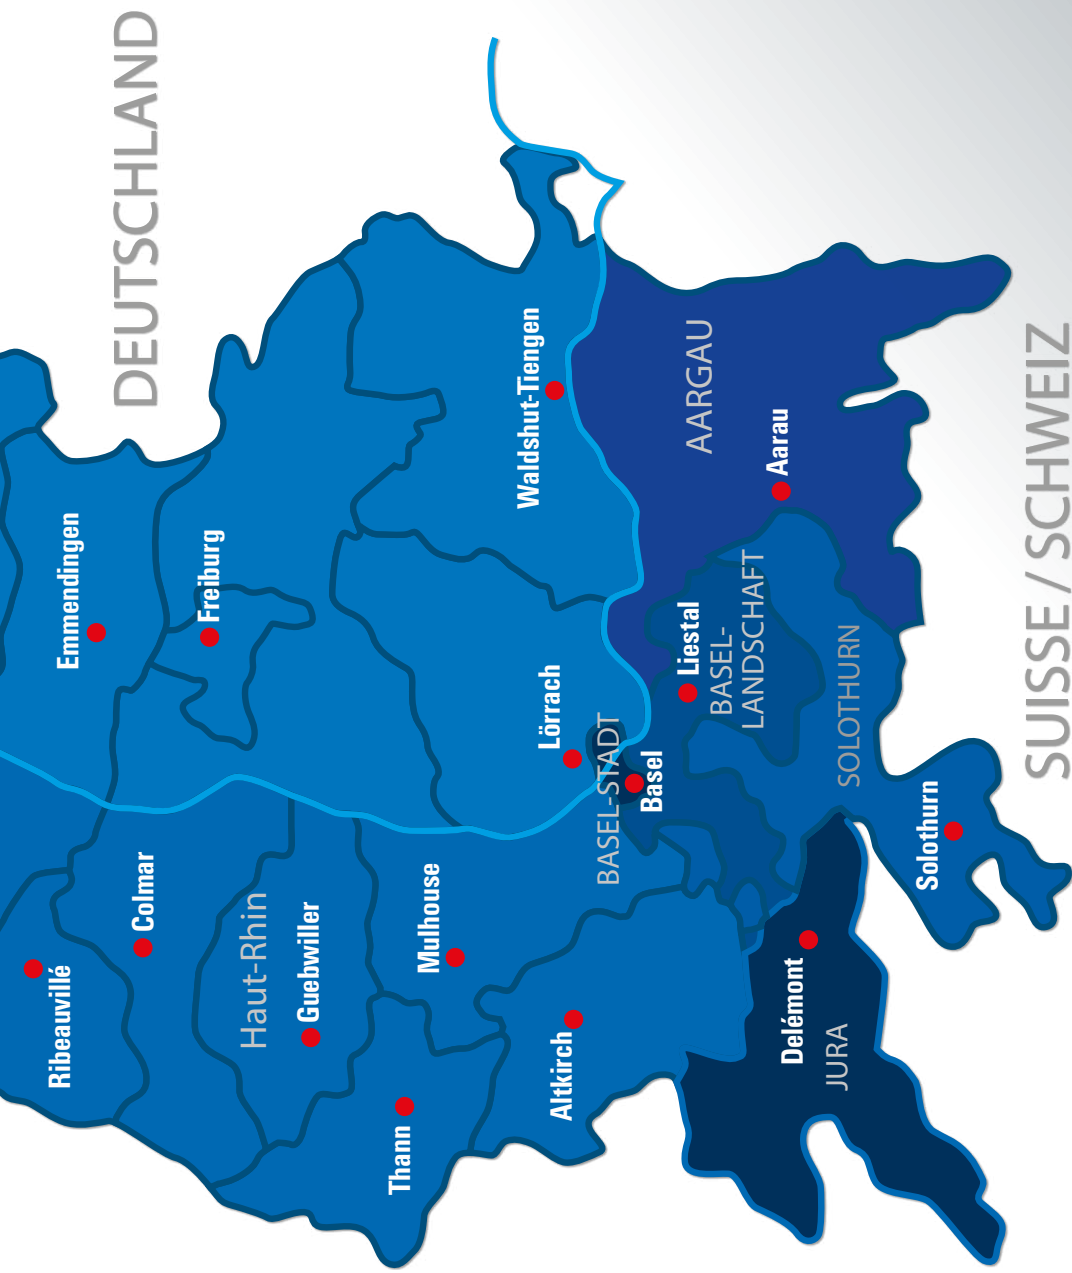 Ribeauvillé
Emmendingen
DEUTSCHLAND
Colmar
Freiburg
Haut-Rhin
Guebwiller
Thann
Mulhouse
Waldshut-Tiengen
Lörrach
Altkirch
BASEL-STADT
Basel
Liestal
AARGAU
BASEL-
LANDSCHAFT
Aarau
Delémont
JURA
SOLOTHURN
Solothurn
SUISSE / SCHWEIZ